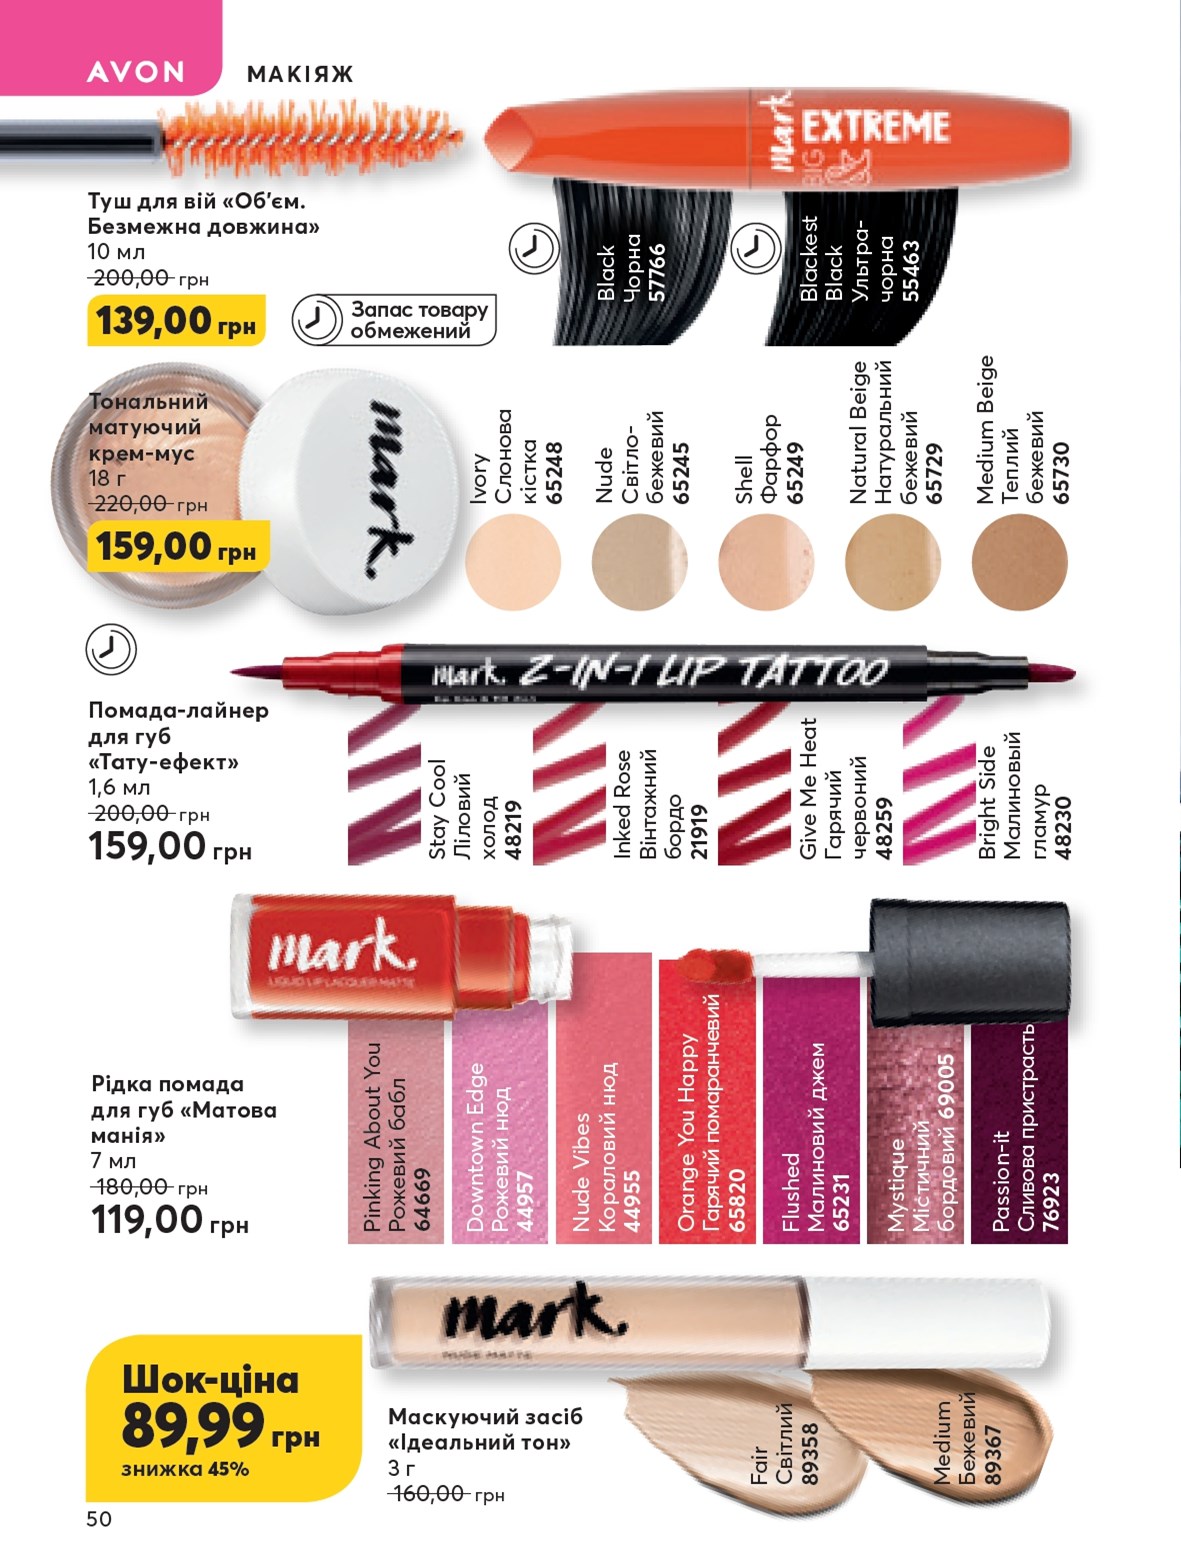 AVON
МАКІЯЖ
mark.
BIG
&
EXTREME
Туш для вій «Об’єм.
Безмежна довжина»
10 мл
200,00 грн
139,00 грн
Запас товару
обмежений
Black
Чорна
57766
Blackest
Black
Ультра-
чорна
55463
Тональний
матуючий
крем-мус
18 г
220,00 грн
159,00 грн
mark.
Ivory
Слонова
кістка
65248
Nude
Світло-
бежевий
65245
Shell
Фарфор
65249
Natural Beige
Натуральний
бежевий
65729
Medium Beige
Теплий
бежевий
65730
mark. 2-IN-1 LIP TATTOO
Помада-лайнер
для губ
«Тату-ефект»
1,6 мл
200,00 грн
159,00 грн
Stay Cool
Ліловий
холод
48219
Inked Rose
Вінтажний
бордо
21919
Give Me Heat
Гарячий
червоний
48259
Bright Side
Малиновый
гламур
48230
mark.
LIQUID LIP LACQUER MATTE
Рідка помада
для губ «Матова
манія»
7 мл
180,00 грн
119,00 грн
Pinking About You
Рожевий бабл
64669
Downtown Edge
Рожевий нюд
44957
Nude Vibes
Кораловий нюд
44955
Orange You Happy
Гарячий помаранчевий
65820
Flushed
Малиновий джем
65231
Mystique
Містичний
бордовий 69005
Passion-it
Сливова пристрасть
76923
mark.
NUDE MATTE
Шок-ціна
89,99 грн
знижка 45%
Маскуючий засіб
«Ідеальний тон»
3 г
160,00 грн
Fair
Світлий
89358
Medium
Бежевий
89367
50